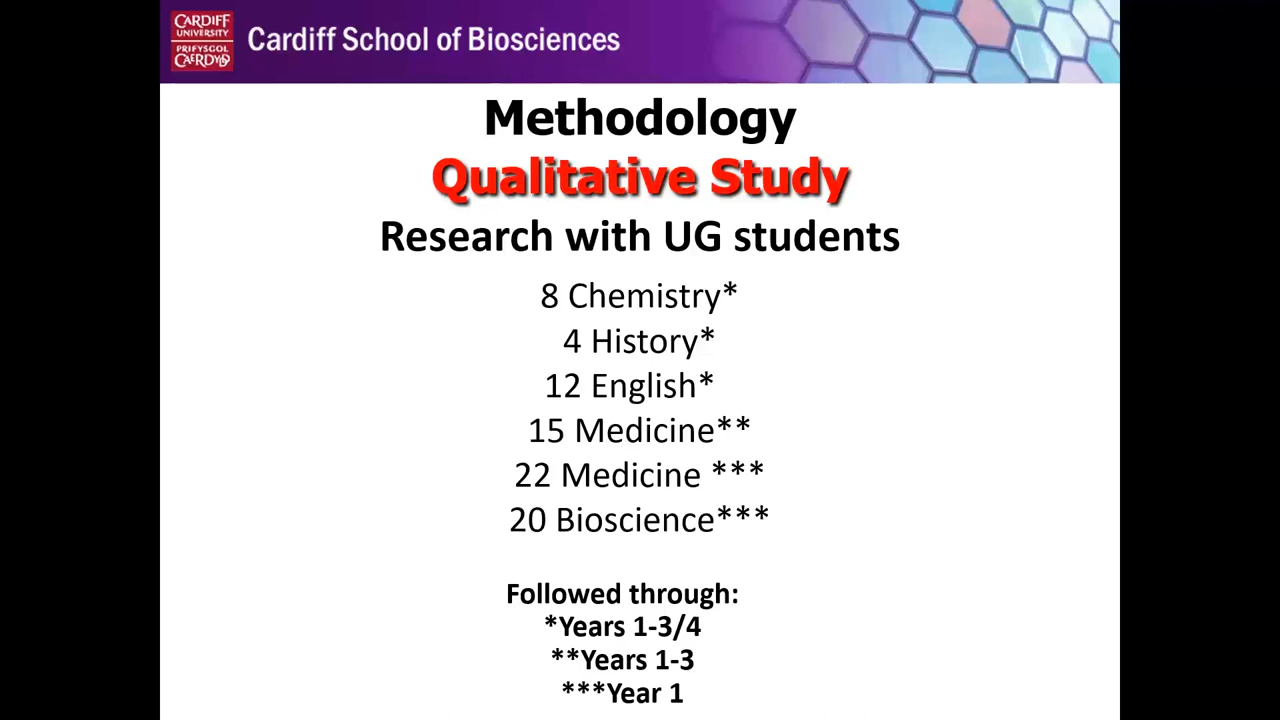 CARDIFF
UNIVERSITY
PRIFYSGOL
CAERDYDD
Cardiff School of Biosciences
Methodology
Qualitative Study
Research with UG students
8 Chemistry*
4 History*
12 English*
15 Medicine**
22 Medicine ***
20 Bioscience***
Followed through:
*Years 1-3/4
**Years 1-3
***Year 1